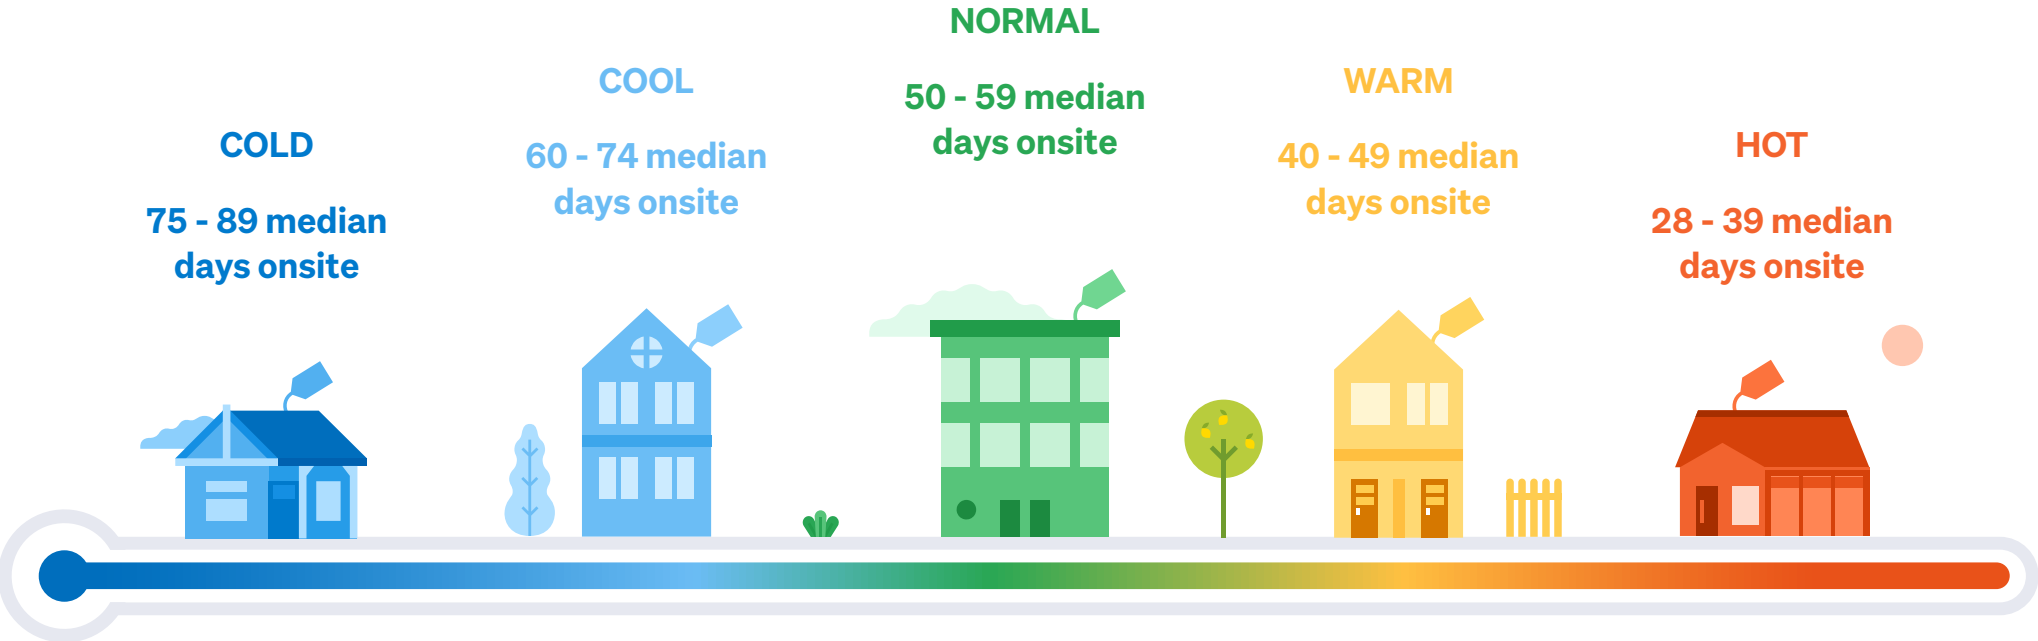 COLD
75 - 89 median
days onsite
COOL
60 - 74 median
days onsite
NORMAL
50 - 59 median
days onsite
WARM
40 - 49 median
days onsite
HOT
28 - 39 median
days onsite